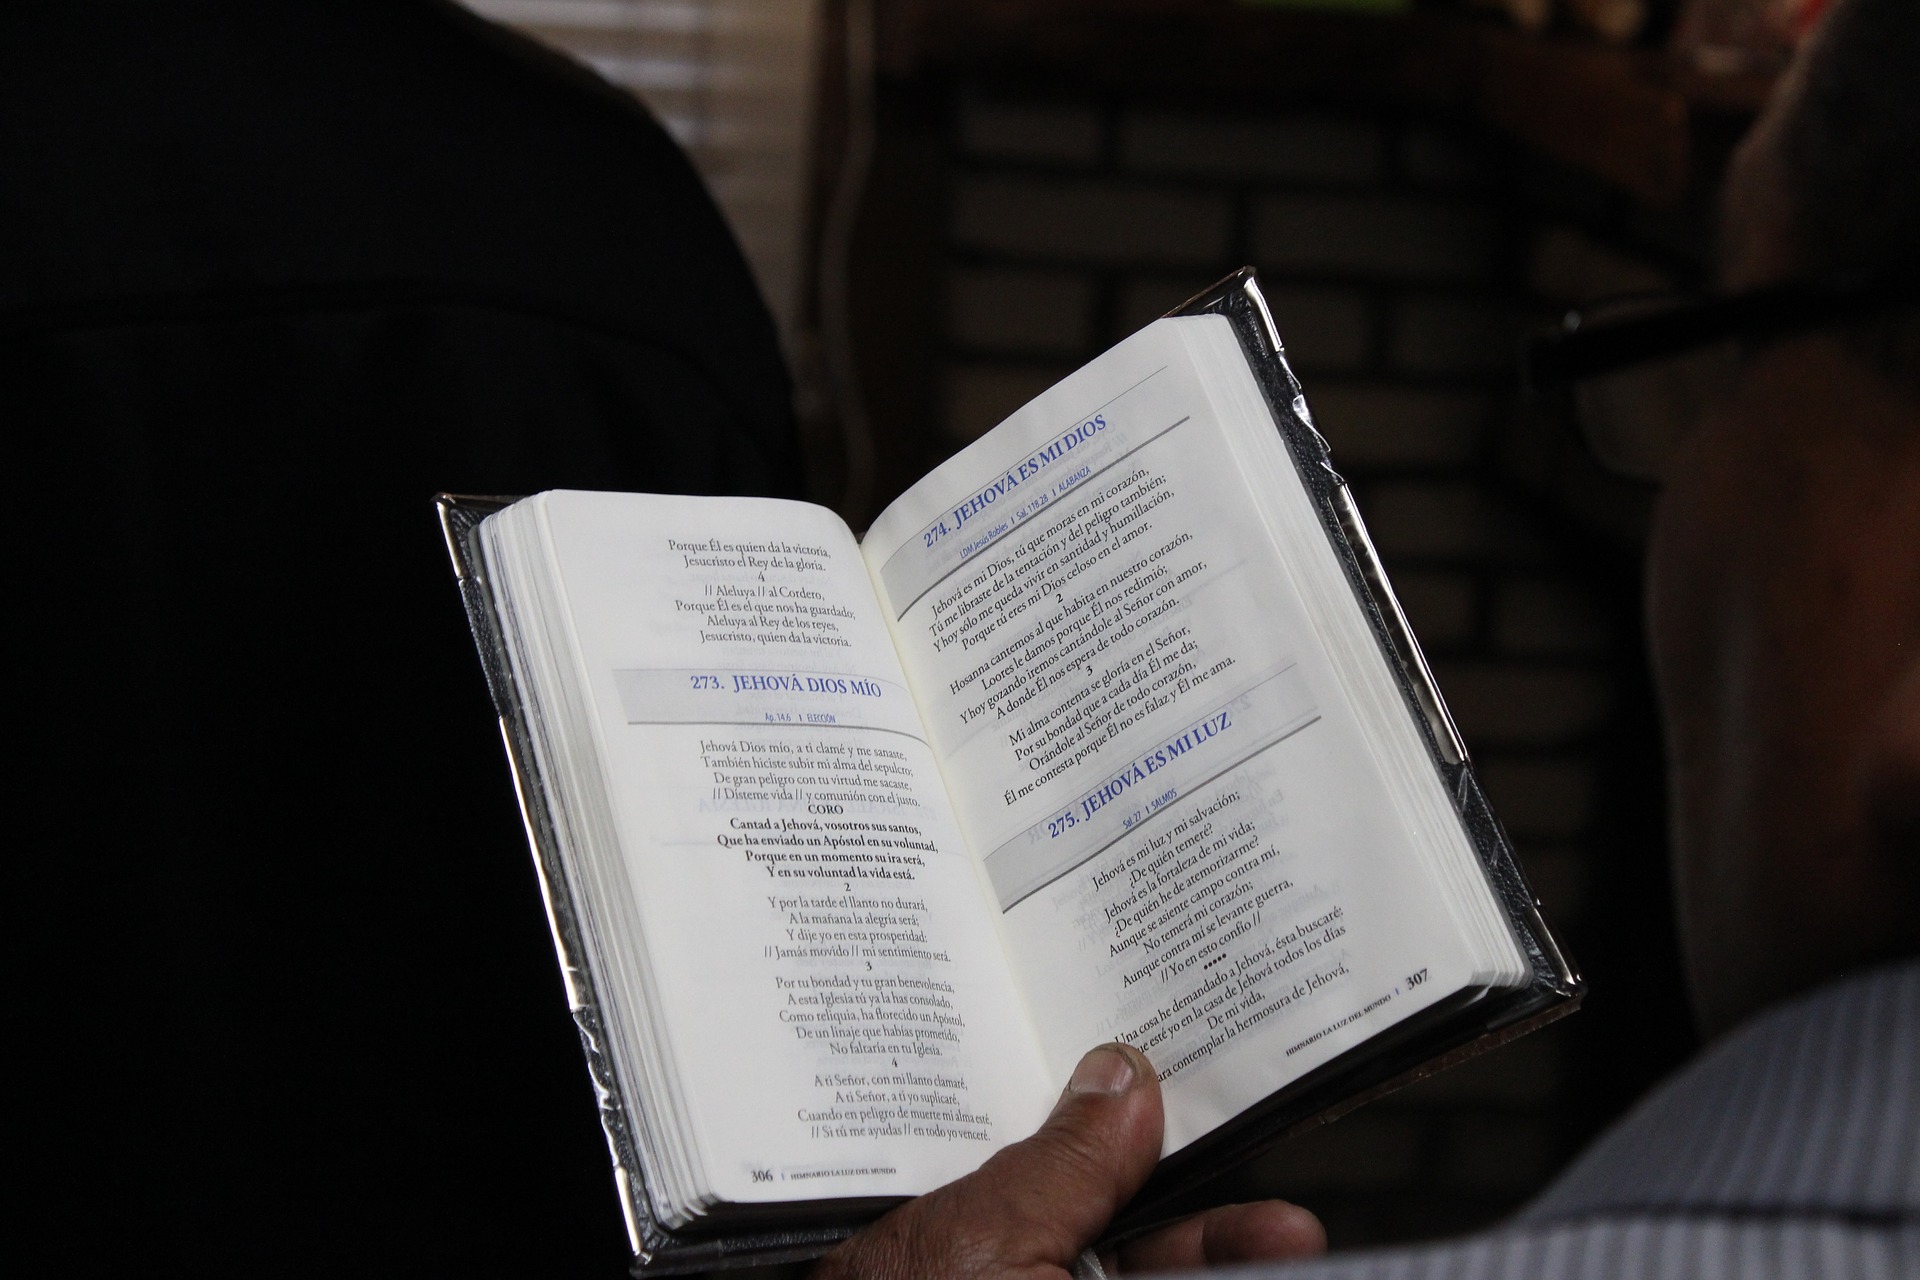 Porque Él es quien da la victoria,
Jesucristo el Rey de la gloria.
4
// Aleluya // al Cordero,
Porque Él es el que nos ha guardado;
Aleluya al Rey de los reyes,
Jesucristo, quien da la victoria.
273. JEHOVÁ DIOS MÍO
Ap. 14.6 | ELECCIÓN
Jehová Dios mío, a ti clamé y me sanaste,
También hiciste subir mi alma del sepulcro;
De gran peligro con tu virtud me sacaste,
// Dísteme vida // y comunión con el justo.
CORO
Cantad a Jehová, vosotros sus santos,
Que ha enviado un Apóstol en su voluntad,
Porque en un momento su ira será,
Y en su voluntad la vida está.
2
Y por la tarde el llanto no durará,
A la mañana la alegría será;
Y dije yo en esta prosperidad:
// Jamás movido // mi sentimiento será.
3
Por tu bondad y tu gran benevolencia,
A esta Iglesia tú ya la has consolado,
Como reliquia, ha florecido un Apóstol,
De un linaje que habías prometido,
No faltaría en tu Iglesia.
4
A ti Señor, con mi llanto clamaré,
A ti Señor, a ti yo suplicaré,
Cuando en peligro de muerte mi alma esté,
// Si tú me ayudas // en todo yo venceré.
306 | HIMNARIO LA LUZ DEL MUNDO
274. JEHOVÁ ES MI DIOS
LDM Jesús Robles | Sal. 118.28 | ALABANZA
Jehová es mi Dios, tú que moras en mi corazón,
Tú me libraste de la tentación y del peligro también;
Y hoy sólo me queda vivir en santidad y humillación,
Porque tú eres mi Dios celoso en el amor.
2
Hosanna cantemos al que habita en nuestro corazón,
Loores le damos porque Él nos redimió;
Y hoy gozando iremos cantándole al Señor con amor,
A donde Él nos espera de todo corazón.
3
Mi alma contenta se gloría en el Señor,
Por su bondad que a cada día Él me da;
Orándole al Señor de todo corazón,
Él me contesta porque Él no es falaz y Él me ama.
275. JEHOVÁ ES MI LUZ
Sal. 27 | SALMOS
Jehová es mi luz y mi salvación;
¿De quién temeré?
Jehová es la fortaleza de mi vida;
¿De quién he de atemorizarme?
Aunque se asiente campo contra mí,
No temerá mi corazón;
Aunque contra mí se levante guerra,
// Yo en esto confío //
•••••
Una cosa he demandado a Jehová, ésta buscaré:
que esté yo en la casa de Jehová todos los días
De mi vida,
ara contemplar la hermosura de Jehová,
HIMNARIO LA LUZ DEL MUNDO | 307